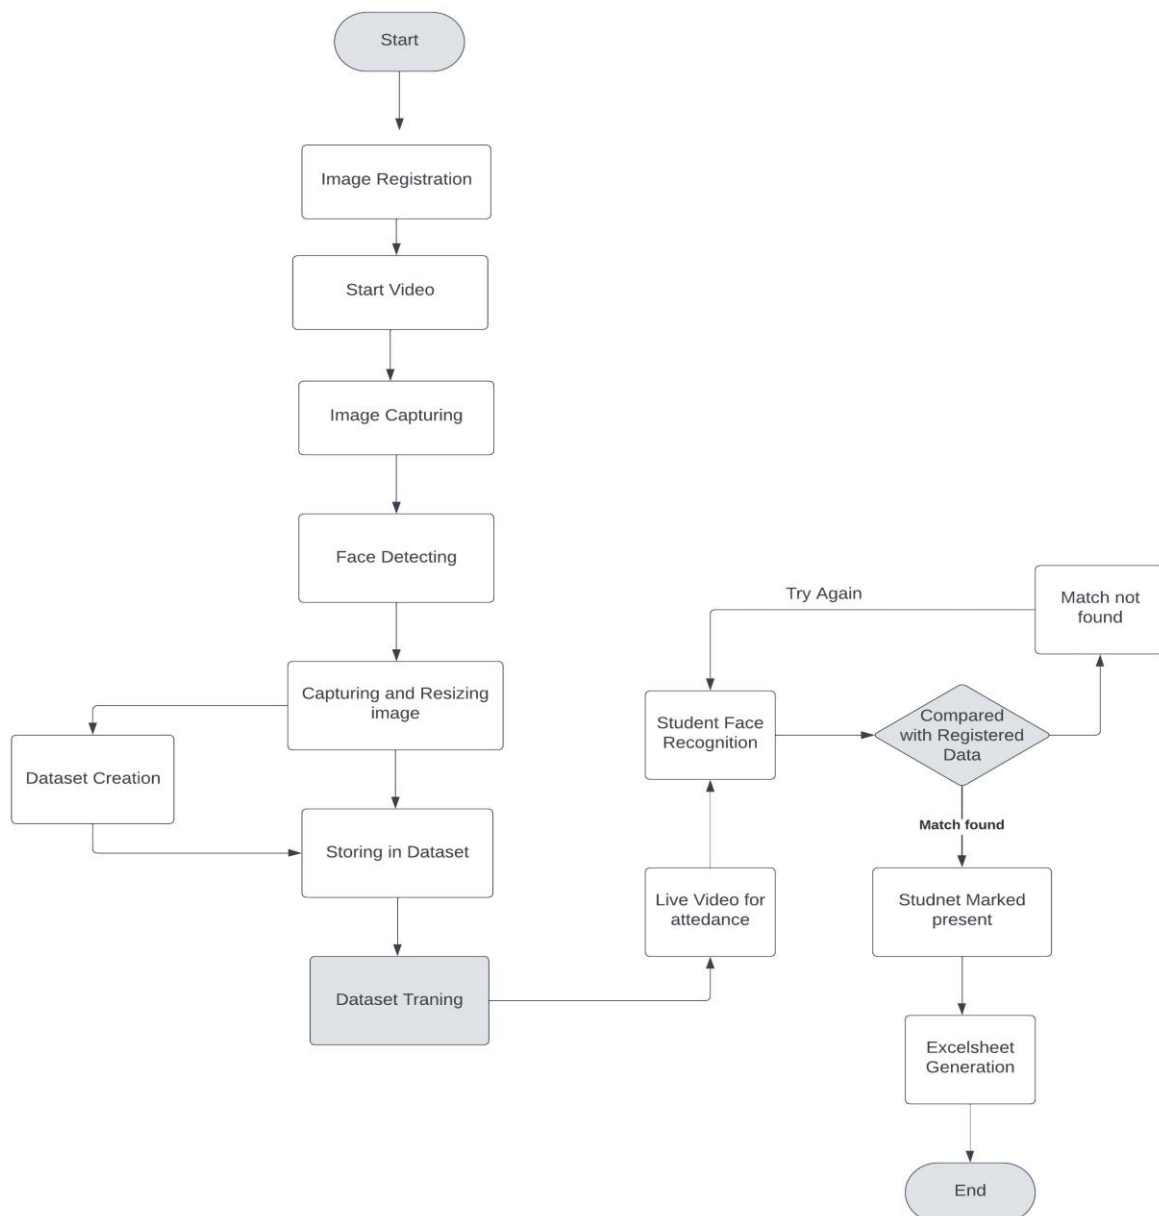 Start
Image Registration
Start Video
Image Capturing
Face Detecting
Capturing and Resizing
image
Dataset Creation
Storing in Dataset
Dataset Traning
Live Video for
attedance
Student Face
Recognition
Try Again
Match not
found
Compared
with Registered
Data
Match found
Studnet Marked
present
Excelsheet
Generation
End